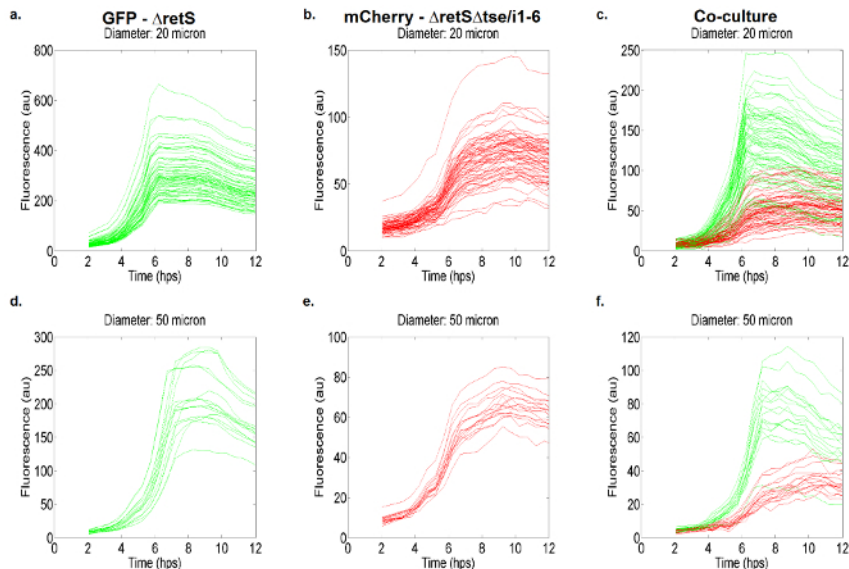 a.
GFP - ΔretS
Diameter: 20 micron
Fluorescence (au)
800
600
400
200
0
0 2 4 6 8 10 12
Time (hps)
b.
mCherry - ΔretSΔtse/i1-6
Diameter: 20 micron
Fluorescence (au)
150
100
50
0
0 2 4 6 8 10 12
Time (hps)
c.
Co-culture
Diameter: 20 micron
Fluorescence (au)
250
200
150
100
50
0
0 2 4 6 8 10 12
Time (hps)
d.
Diameter: 50 micron
Fluorescence (au)
300
250
200
150
100
50
0
0 2 4 6 8 10 12
Time (hps)
e.
Diameter: 50 micron
Fluorescence (au)
100
80
60
40
20
0
0 2 4 6 8 10 12
Time (hps)
f.
Diameter: 50 micron
Fluorescence (au)
120
100
80
60
40
20
0
0 2 4 6 8 10 12
Time (hps)